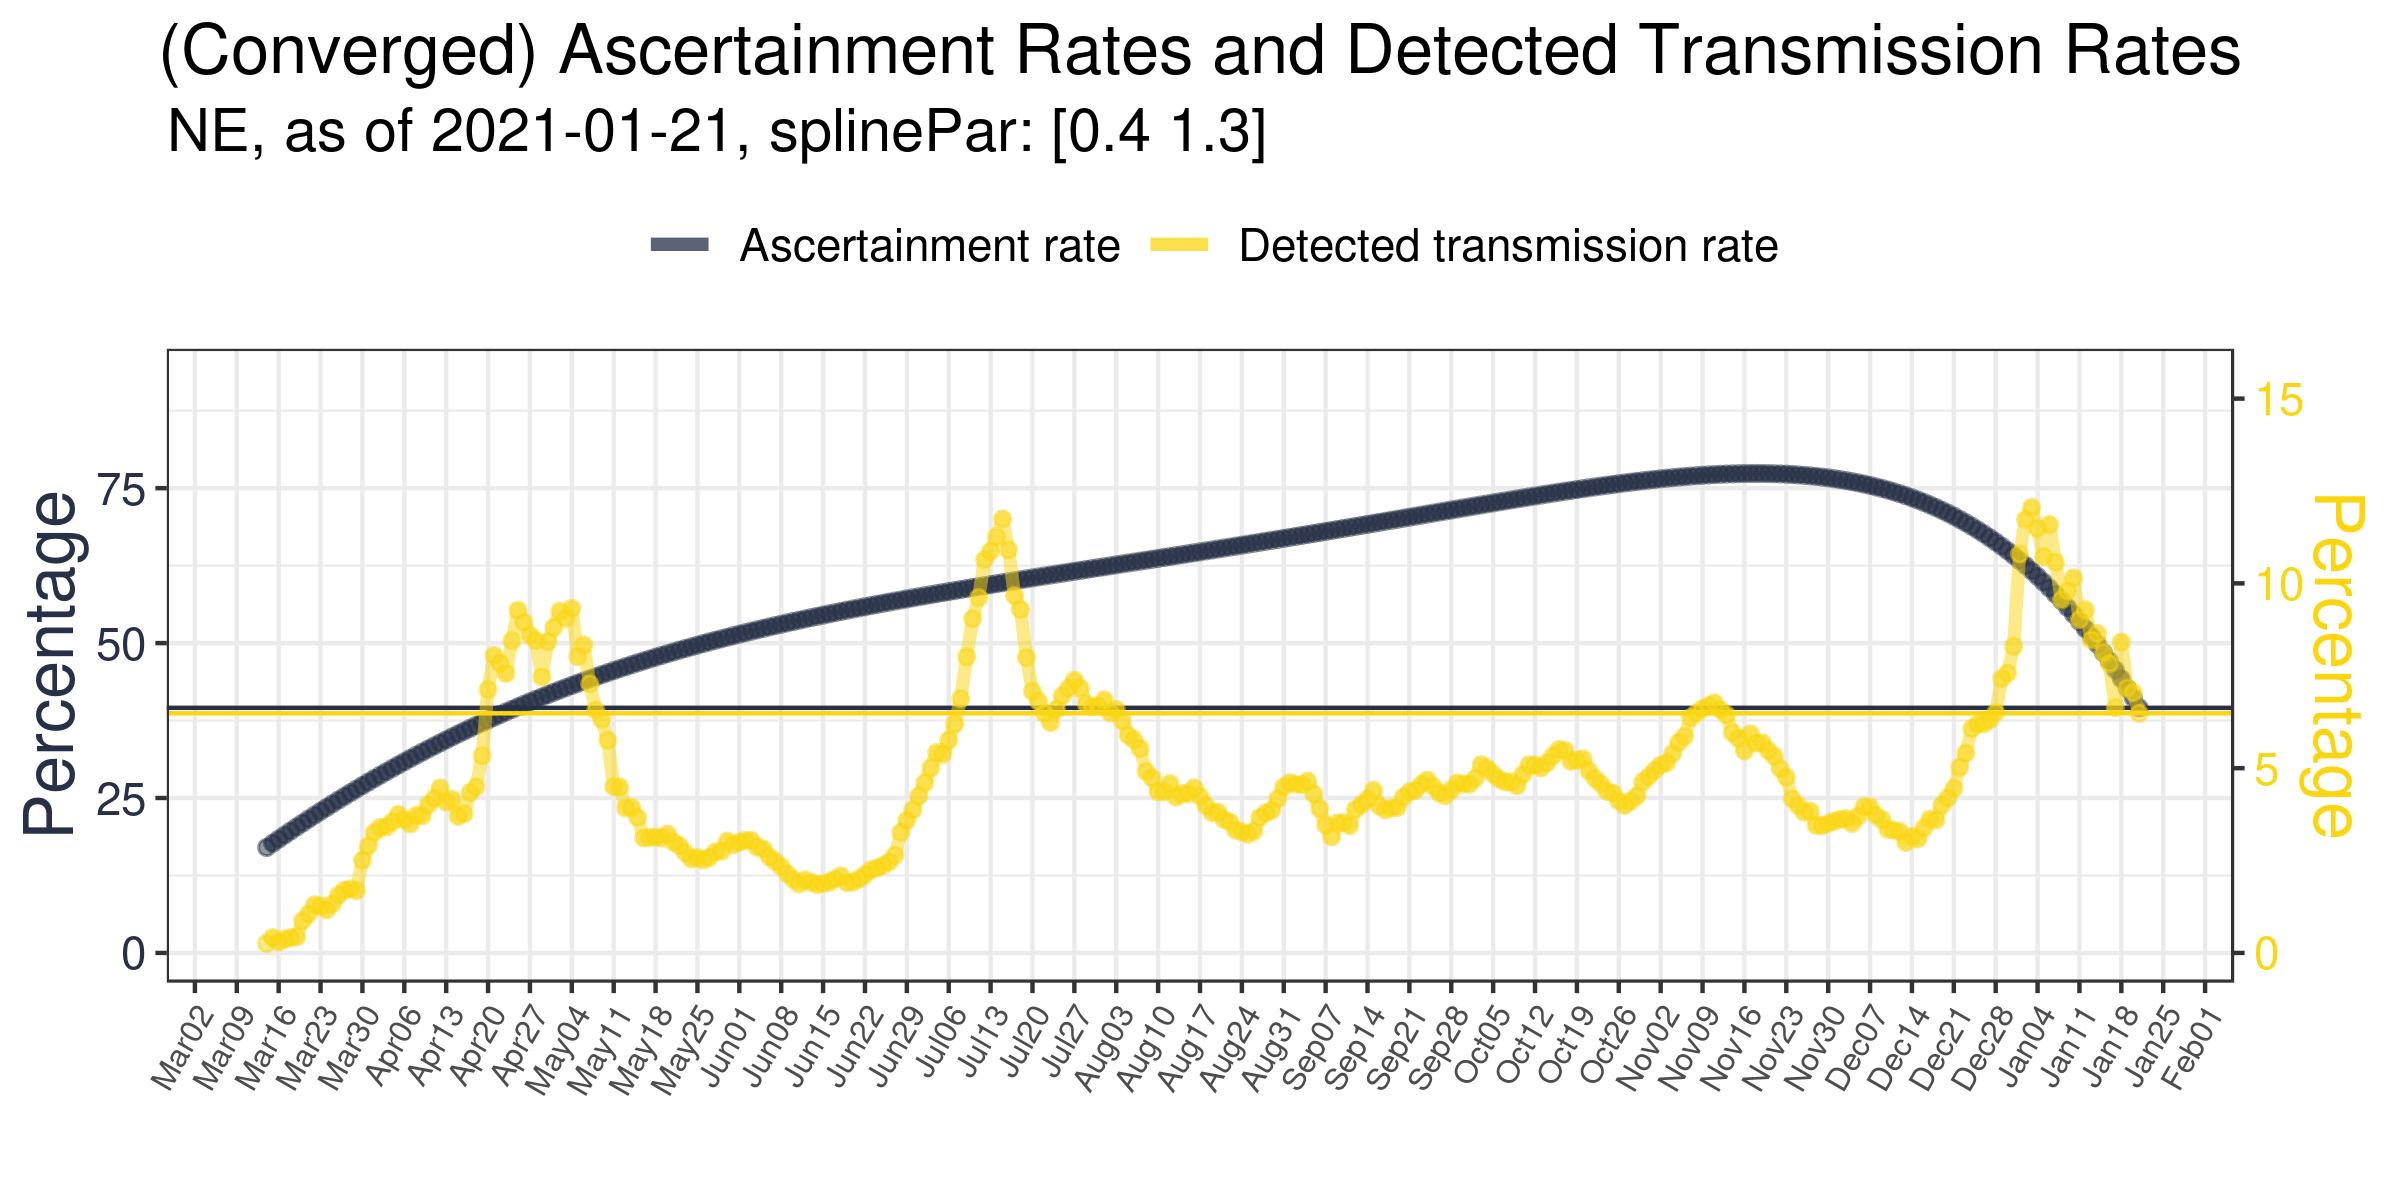 (Converged) Ascertainment Rates and Detected Transmission Rates
NE, as of 2021-01-21, splinePar: [0.4 1.3]
Ascertainment rate
Detected transmission rate
Percentage
75
50
25
0
15
10
5
0
Percentage
Mar02
Mar09
Mar16
Mar23
Mar30
Apr06
Apr13
Apr20
Apr27
May04
May11
May18
May25
Jun01
Jun08
Jun15
Jun22
Jun29
Jul06
Jul13
Jul20
Jul27
Aug03
Aug10
Aug17
Aug24
Aug31
Sep07
Sep14
Sep21
Sep28
Oct05
Oct12
Oct19
Oct26
Nov02
Nov09
Nov16
Nov23
Nov30
Dec07
Dec14
Dec21
Dec28
Jan04
Jan11
Jan18
Jan25
Feb01